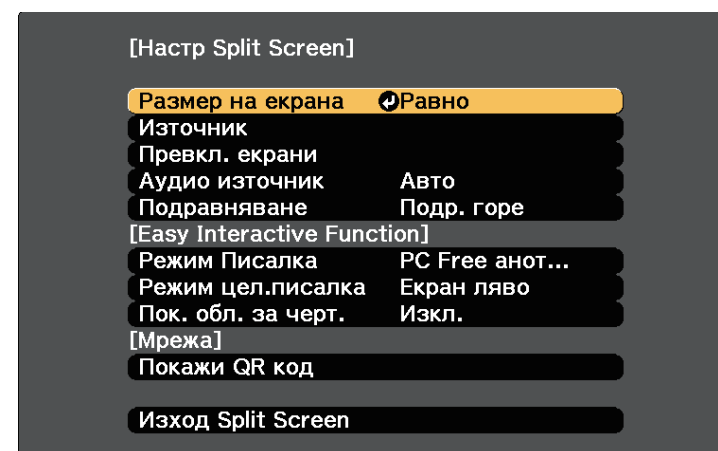 [Настр Split Screen]
Размер на екрана Равно
Източник
Превкл. екрани
Аудио източник Авто
Подравняване Подр. горе
[Easy Interactive Function]
Режим Писалка PC Free анот...
Режим цел.писалка Екран ляво
Пок. обл. за черт. Изкл.
[Мрежа]
Покажи QR код
Изход Split Screen